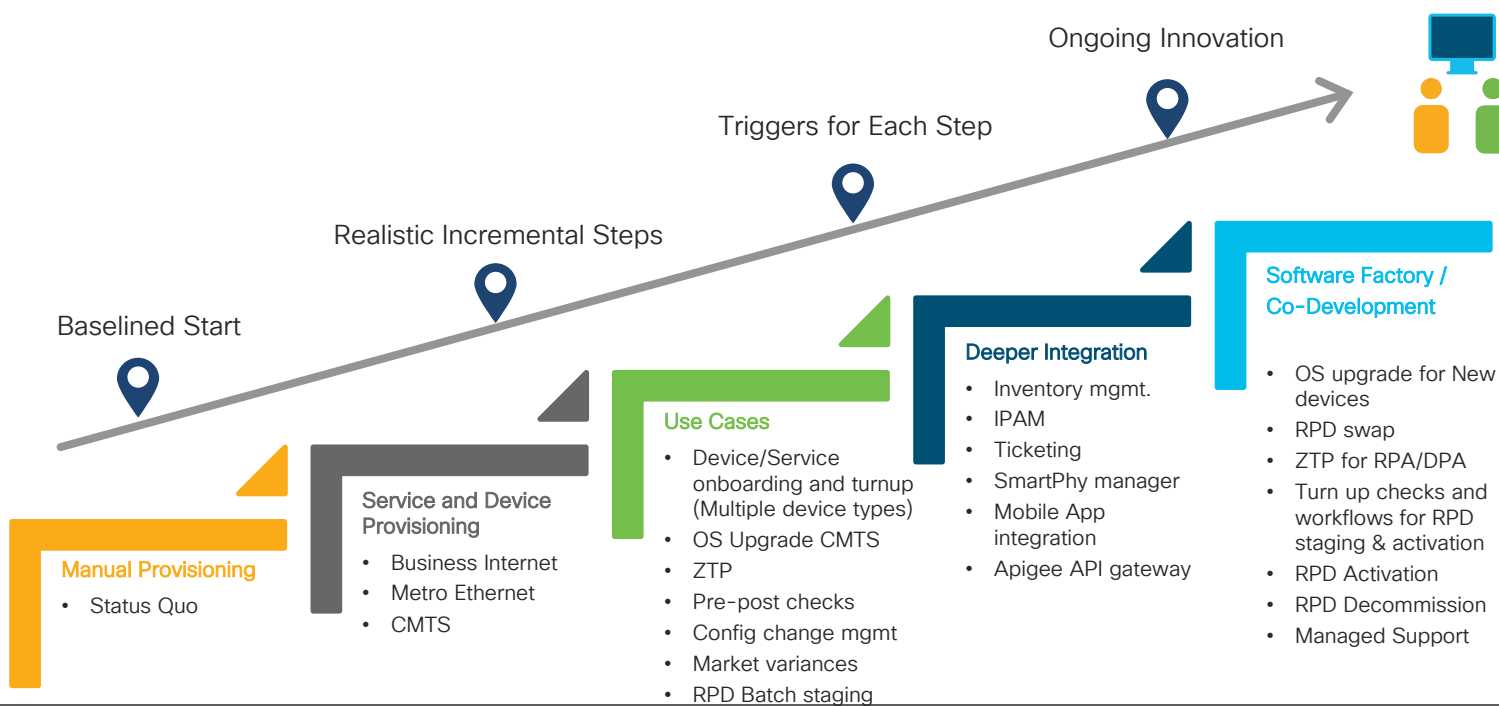 Ongoing Innovation
Triggers for Each Step
Realistic Incremental Steps
Baselined Start
Manual Provisioning
• Status Quo
Service and Device
Provisioning
• Business Internet
• Metro Ethernet
• CMTS
Use Cases
• Device/Service
onboarding and turnup
(Multiple device types)
• OS Upgrade CMTS
• ZTP
• Pre-post checks
• Config change mgmt
• Market variances
• RPD Batch staging
Deeper Integration
• Inventory mgmt.
• IPAM
• Ticketing
• SmartPhy manager
• Mobile App
integration
• Apigee API gateway
Software Factory /
Co-Development
• OS upgrade for New
devices
• RPD swap
• ZTP for RPA/DPA
• Turn up checks and
workflows for RPD
staging & activation
• RPD Activation
• RPD Decommission
• Managed Support